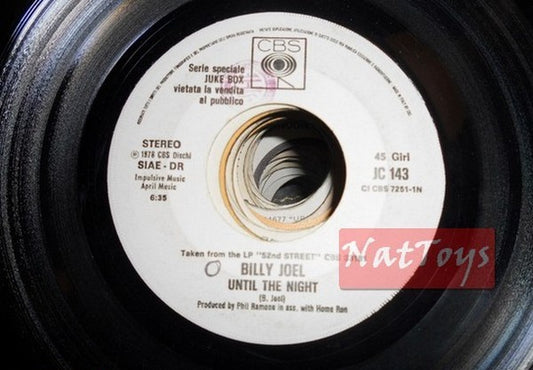 CBS
Serie speciale
JUKE BOX
vietata la vendita
al pubblico
STEREO
℗ 1978 CBS Dischi
SIAE - DR
Impulsive Music
April Music
6:35
45 Giri
JC 143
CI CBS 7251-1N
Taken from the LP "52nd STREET" CBS
BILLY JOEL
UNTIL THE NIGHT
(B. Joel)
Produced by Phil Ramone in ass. with Home Run
NatToys